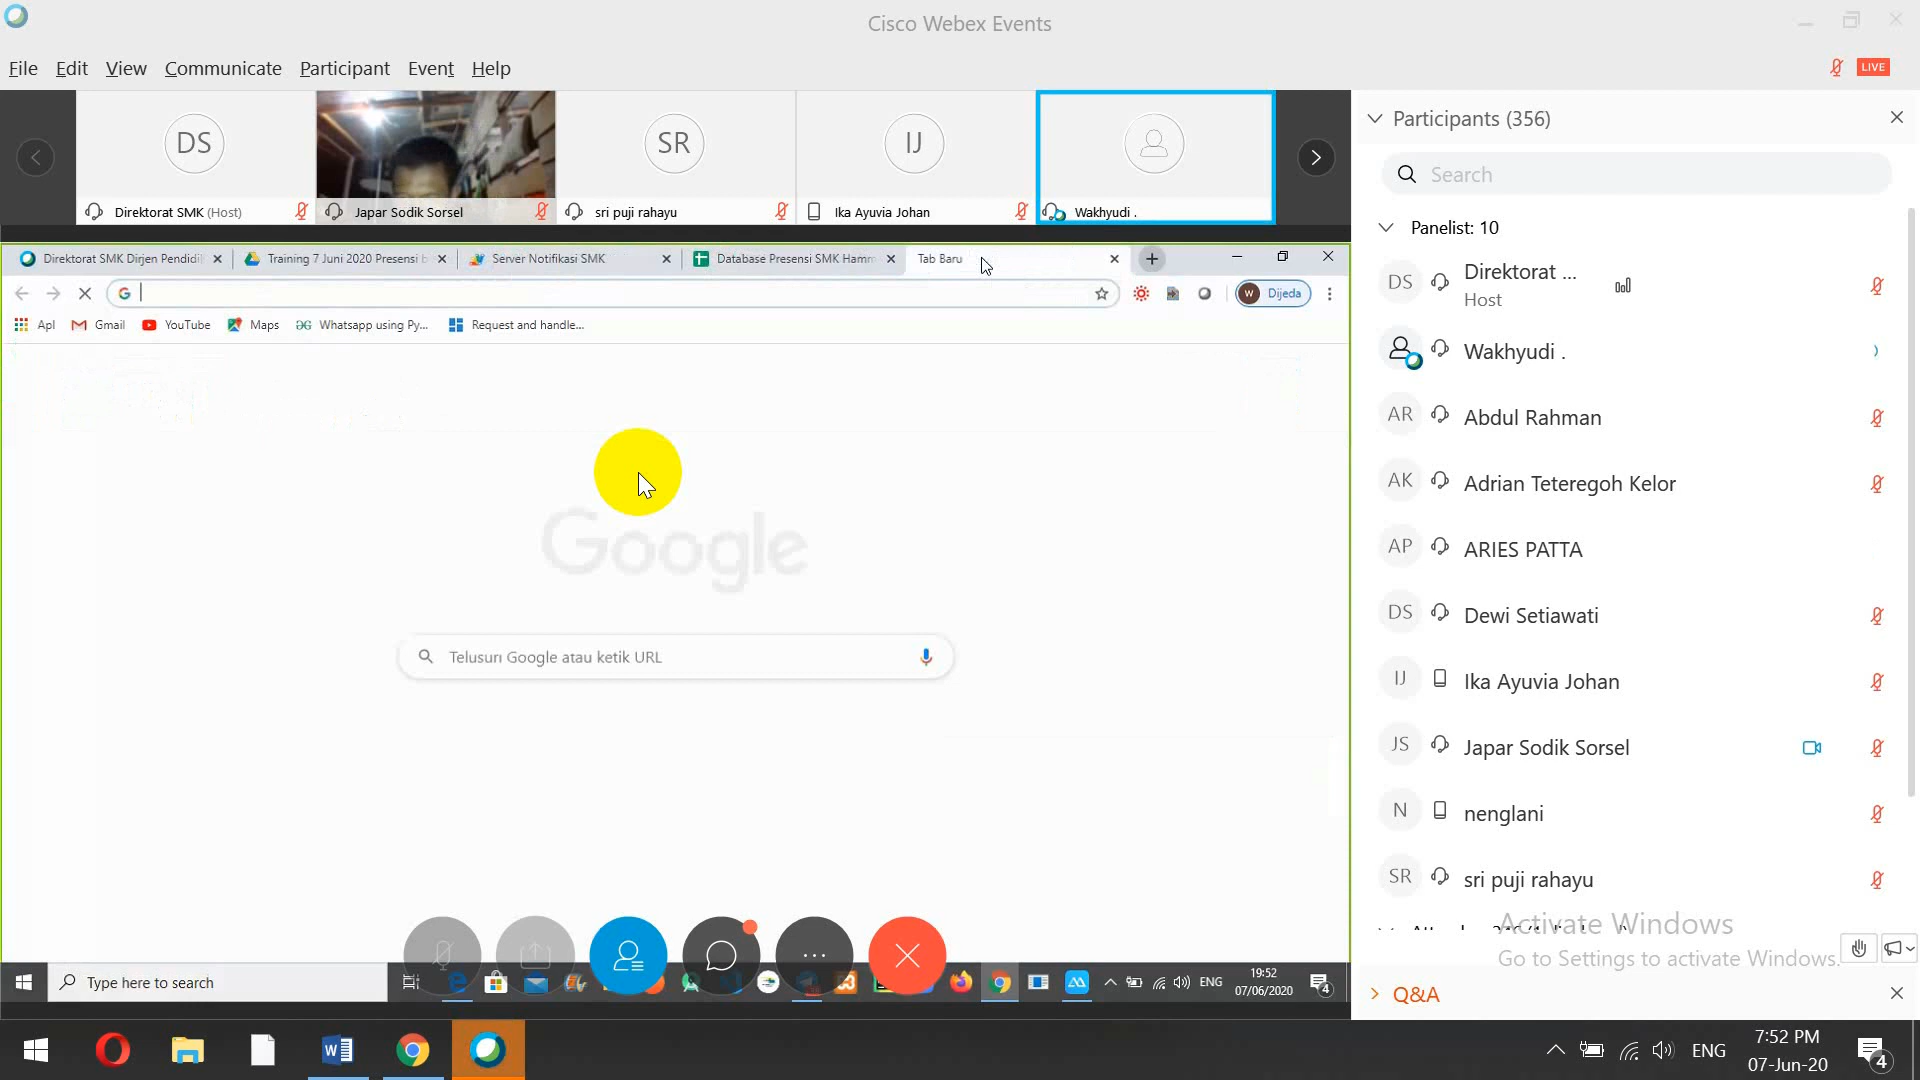 Cisco Webex Events
File Edit View Communicate Participant Event Help
LIVE
DS
SR
IJ
Direktorat SMK (Host)
Japar Sodik Sorsel
sri puji rahayu
Ika Ayuvia Johan
Wakhyudi .
Participants (356)
Search
Panelist: 10
DS
Direktorat ...
Host
Wakhyudi .
AR
Abdul Rahman
AK
Adrian Teteregoh Kelor
AP
ARIES PATTA
DS
Dewi Setiawati
IJ
Ika Ayuvia Johan
JS
Japar Sodik Sorsel
N
nenglani
SR
sri puji rahayu
Activate Windows
Go to Settings to activate Windows.
Q&A
Direktorat SMK Dirjen Pendidi
Training 7 Juni 2020 Presensi b
Server Notifikasi SMK
Database Presensi SMK Hamm
Tab Baru
W Dijeda
Apl
Gmail
YouTube
Maps
Whatsapp using Py...
Request and handle...
Google
Telusuri Google atau ketik URL
Type here to search
ENG
19:52
07/06/2020
4
ENG
7:52 PM
07-Jun-20
4